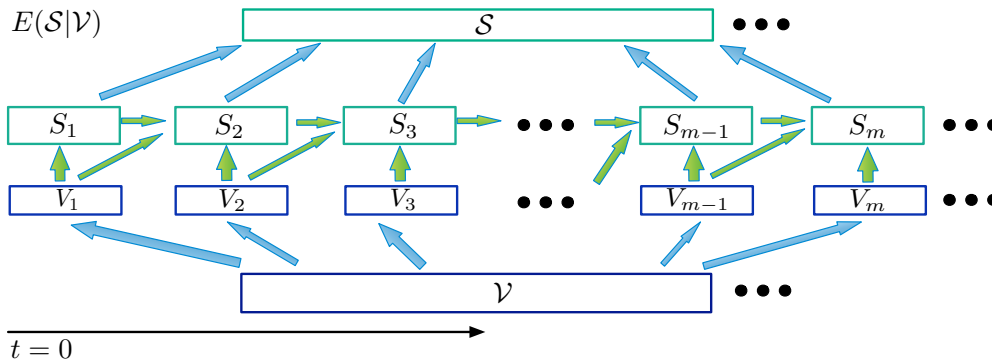 E(𝒮|𝒱)
𝒮
S₁ S₂ S₃ ••• Sₘ₋₁ Sₘ •••
V₁ V₂ V₃ ••• Vₘ₋₁ Vₘ •••
𝒱
t = 0